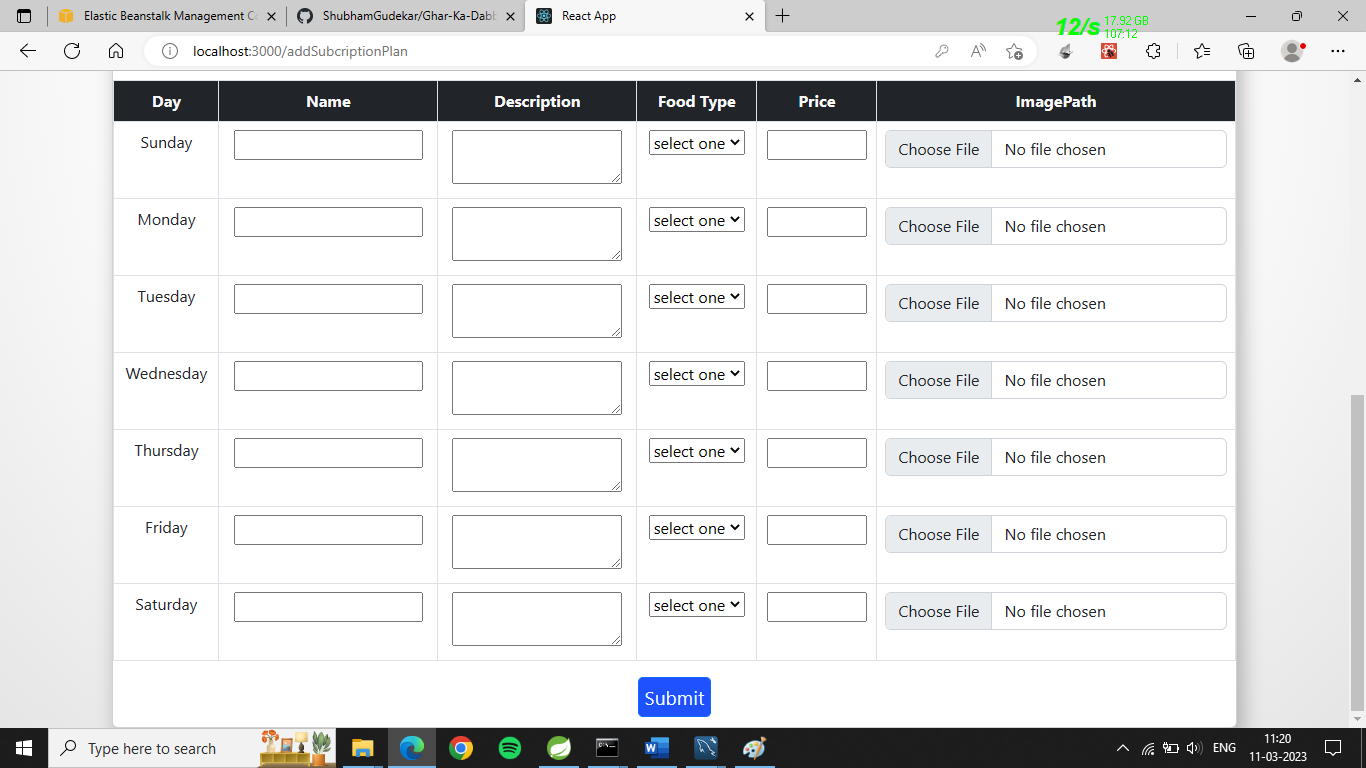 Elastic Beanstalk Management Co
ShubhamGudekar/Ghar-Ka-Dabb
React App
12/s 17.92 GB
107:12
localhost:3000/addSubcriptionPlan
Day Name Description Food Type Price ImagePath
Sunday select one Choose File No file chosen
Monday select one Choose File No file chosen
Tuesday select one Choose File No file chosen
Wednesday select one Choose File No file chosen
Thursday select one Choose File No file chosen
Friday select one Choose File No file chosen
Saturday select one Choose File No file chosen
Submit
Type here to search
ENG
11:20
11-03-2023